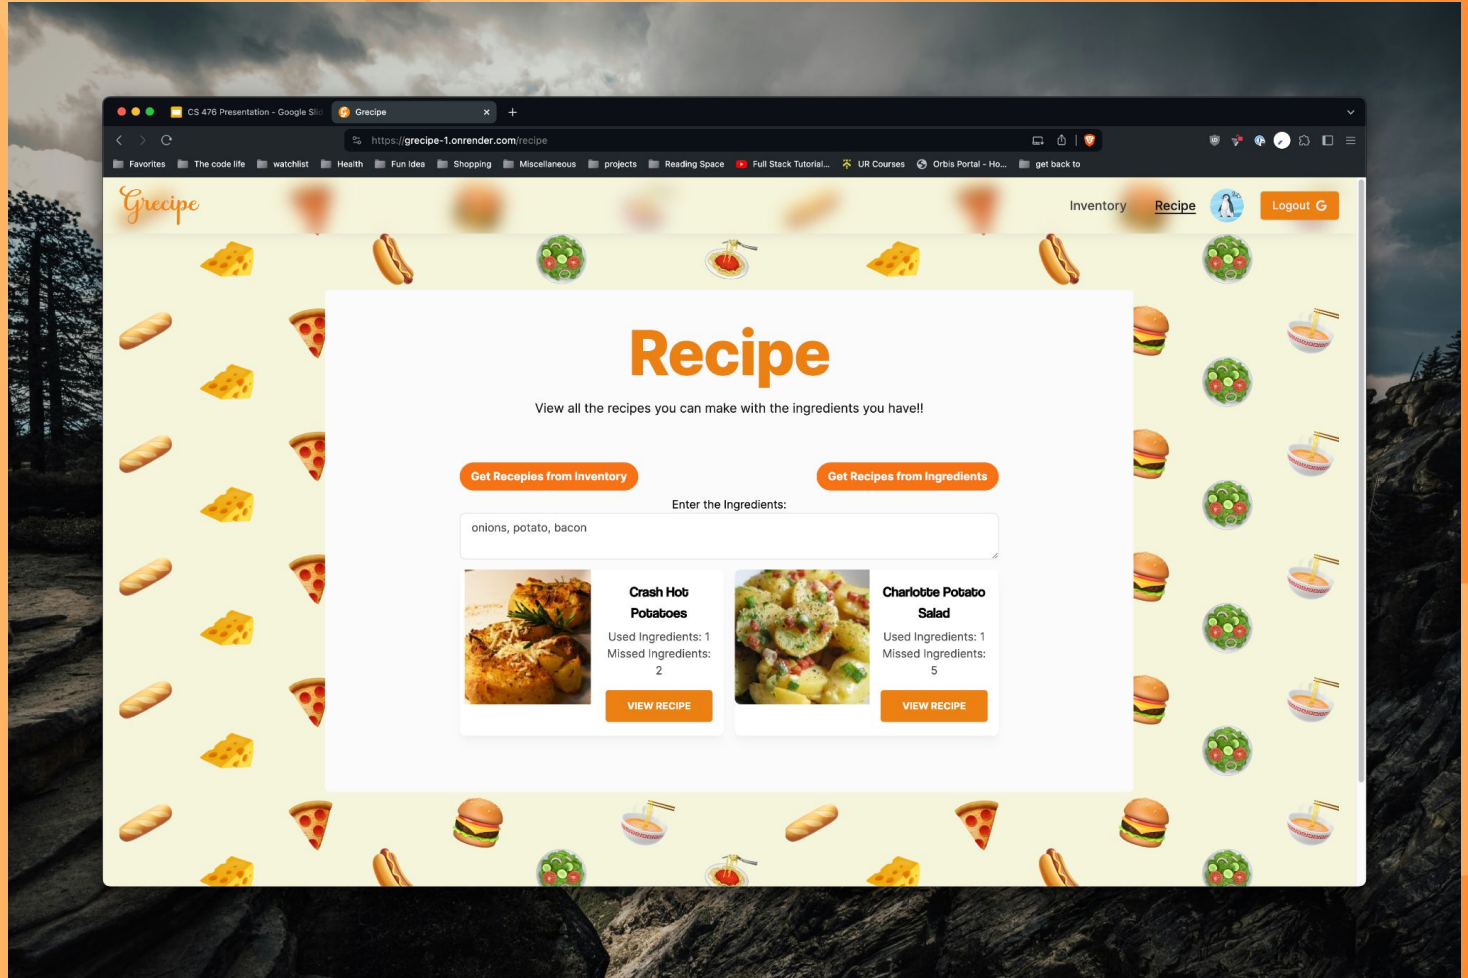 CS 476 Presentation - Google Slid
Grecipe
https://grecipe-1.onrender.com/recipe
Favorites The code life watchlist Health Fun Idea Shopping Miscellaneous projects Reading Space Full Stack Tutorial... UR Courses Orbis Portal - Ho... get back to
Grecipe
Inventory Recipe Logout G
Recipe
View all the recipes you can make with the ingredients you have!!
Get Recepies from Inventory Get Recipes from Ingredients
Enter the Ingredients:
onions, potato, bacon
Crash Hot
Potatoes
Used Ingredients: 1
Missed Ingredients:
2
VIEW RECIPE
Charlotte Potato
Salad
Used Ingredients: 1
Missed Ingredients:
5
VIEW RECIPE